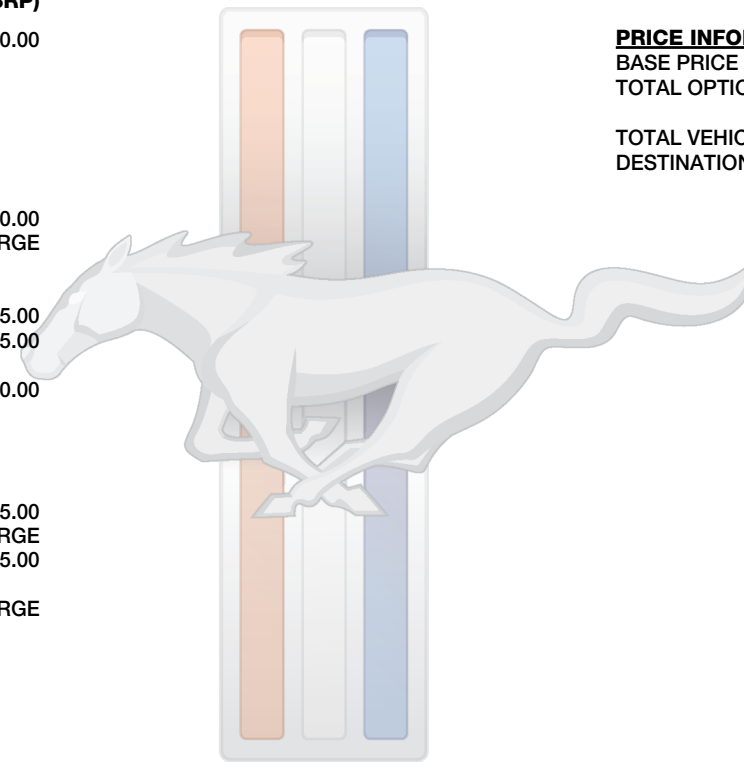 SRP)
0.00
0.00
RGE
5.00
5.00
0.00
5.00
RGE
5.00
RGE
PRICE INFO
BASE PRICE
TOTAL OPTIO
TOTAL VEHIC
DESTINATION